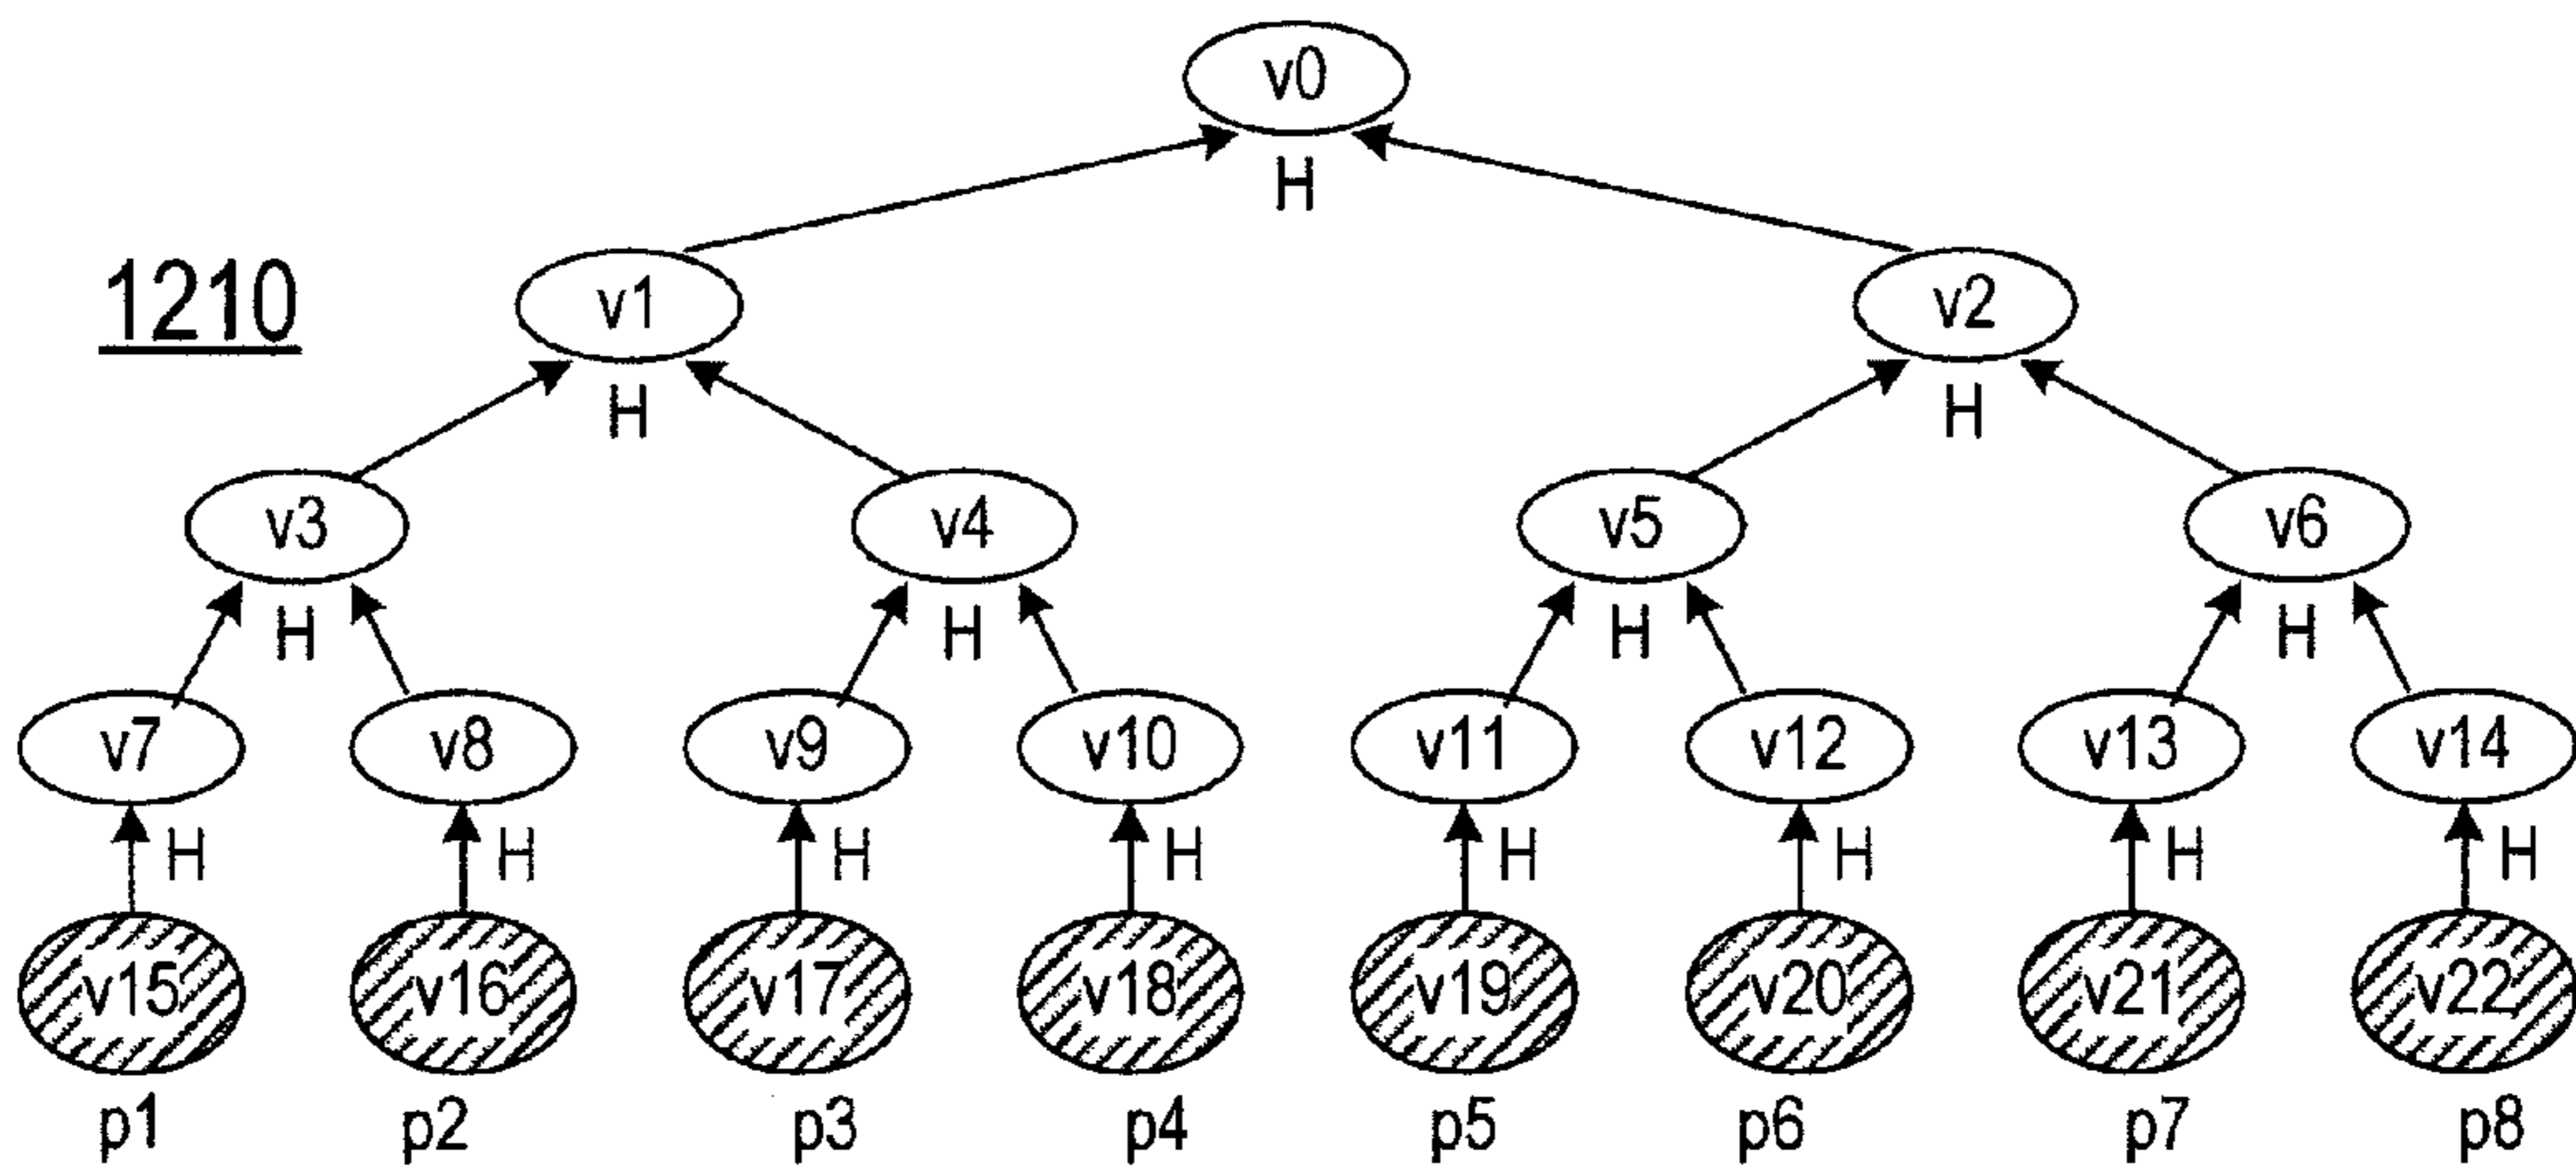 v0
H
1210
v1 v2
H H
v3 v4 v5 v6
H H H H
v7 v8 v9 v10 v11 v12 v13 v14
H H H H H H H H
v15 v16 v17 v18 v19 v20 v21 v22
p1 p2 p3 p4 p5 p6 p7 p8